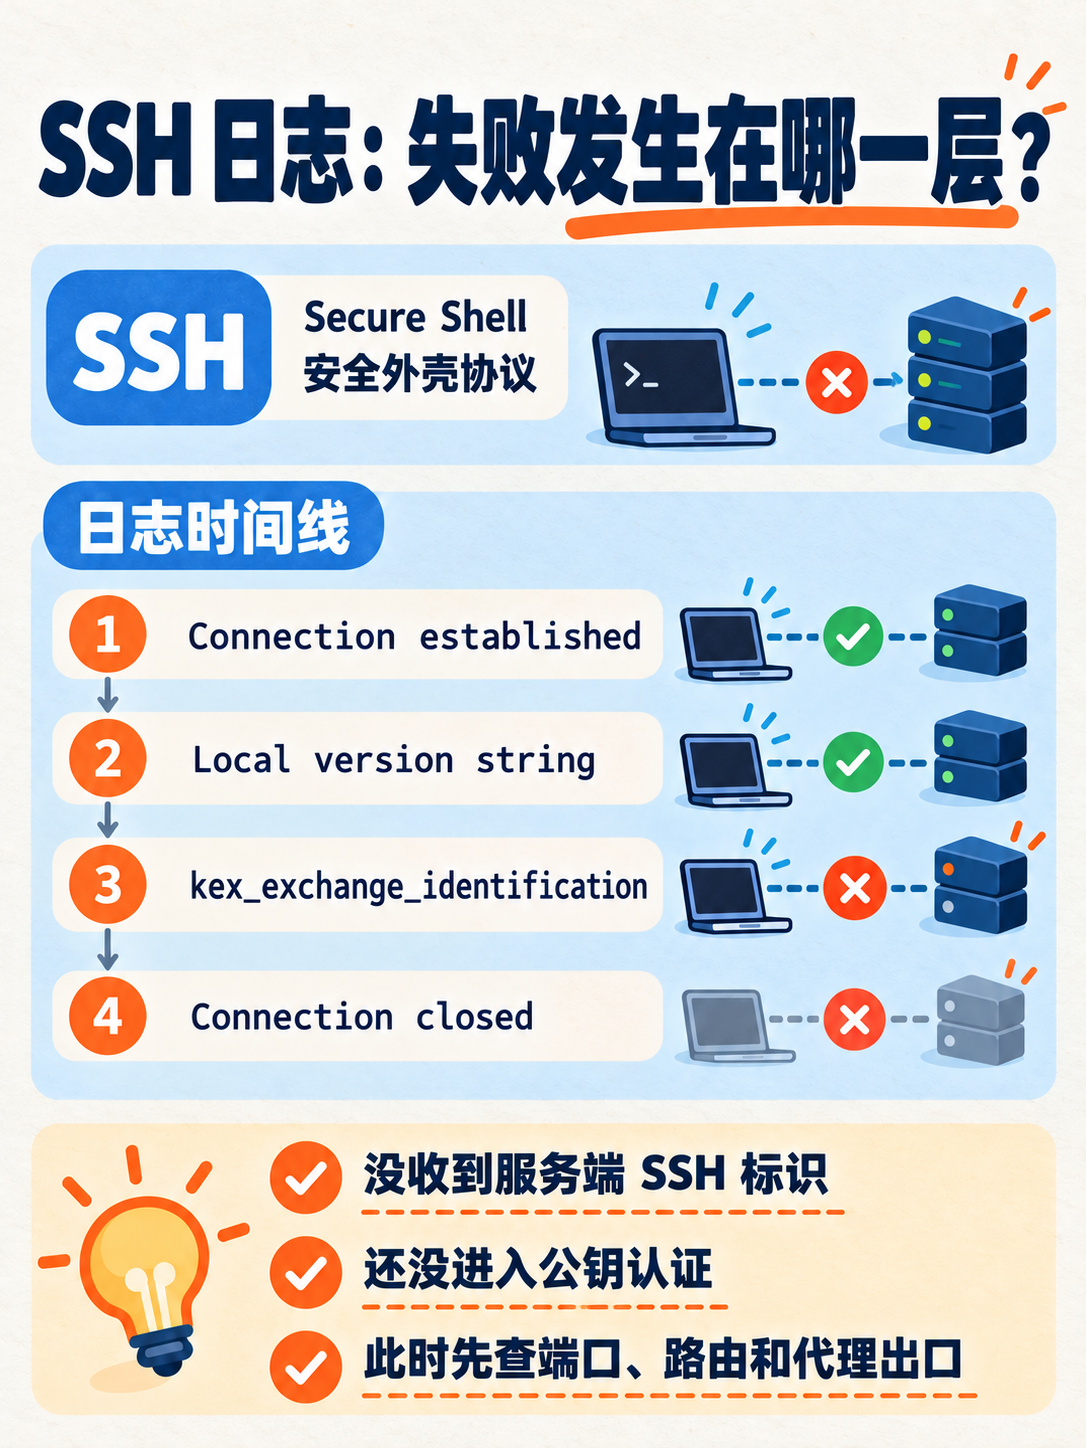 SSH 日志：失败发生在哪一层？
SSH
Secure Shell
安全外壳协议
>_
日志时间线
1
Connection established
2
Local version string
3
kex_exchange_identification
4
Connection closed
没收到服务端 SSH 标识
还没进入公钥认证
此时先查端口、路由和代理出口